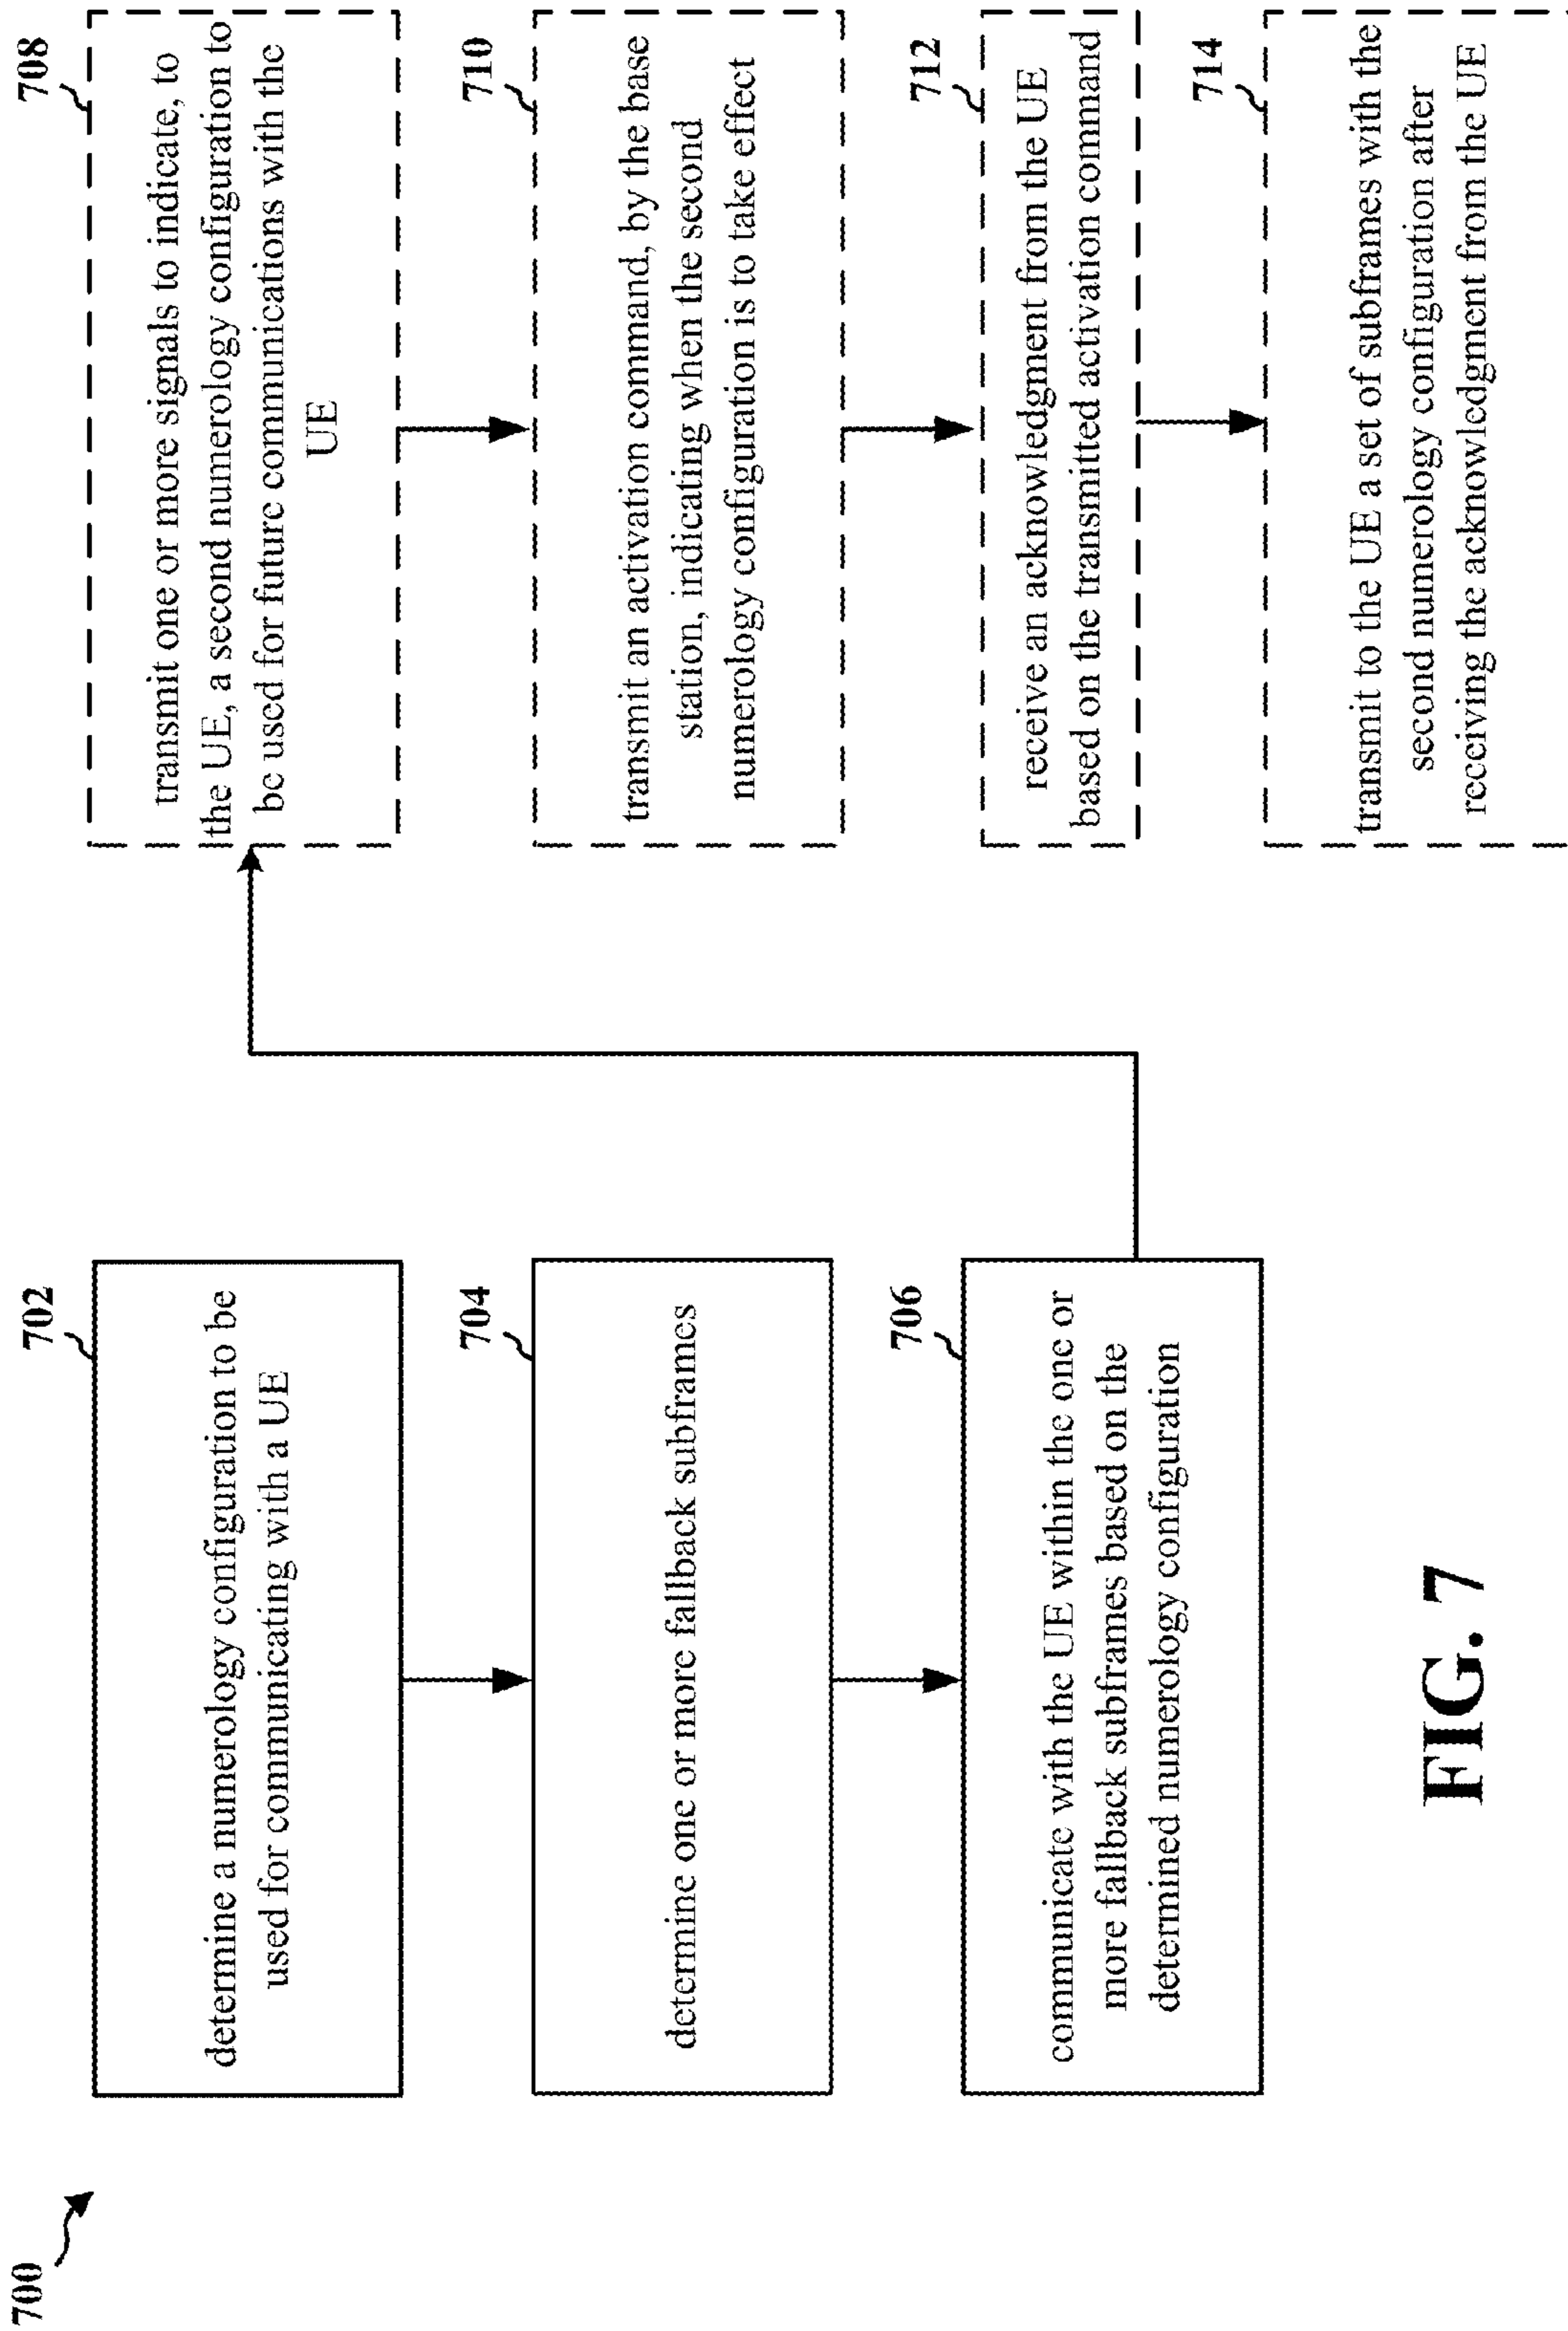 700
702
determine a numerology configuration to be
used for communicating with a UE
704
determine one or more fallback subframes
706
communicate with the UE within the one or
more fallback subframes based on the
determined numerology configuration
708
transmit one or more signals to indicate, to
the UE, a second numerology configuration to
be used for future communications with the
UE
710
transmit an activation command, by the base
station, indicating when the second
numerology configuration is to take effect
712
receive an acknowledgment from the UE
based on the transmitted activation command
714
transmit to the UE a set of subframes with the
second numerology configuration after
receiving the acknowledgment from the UE
FIG. 7